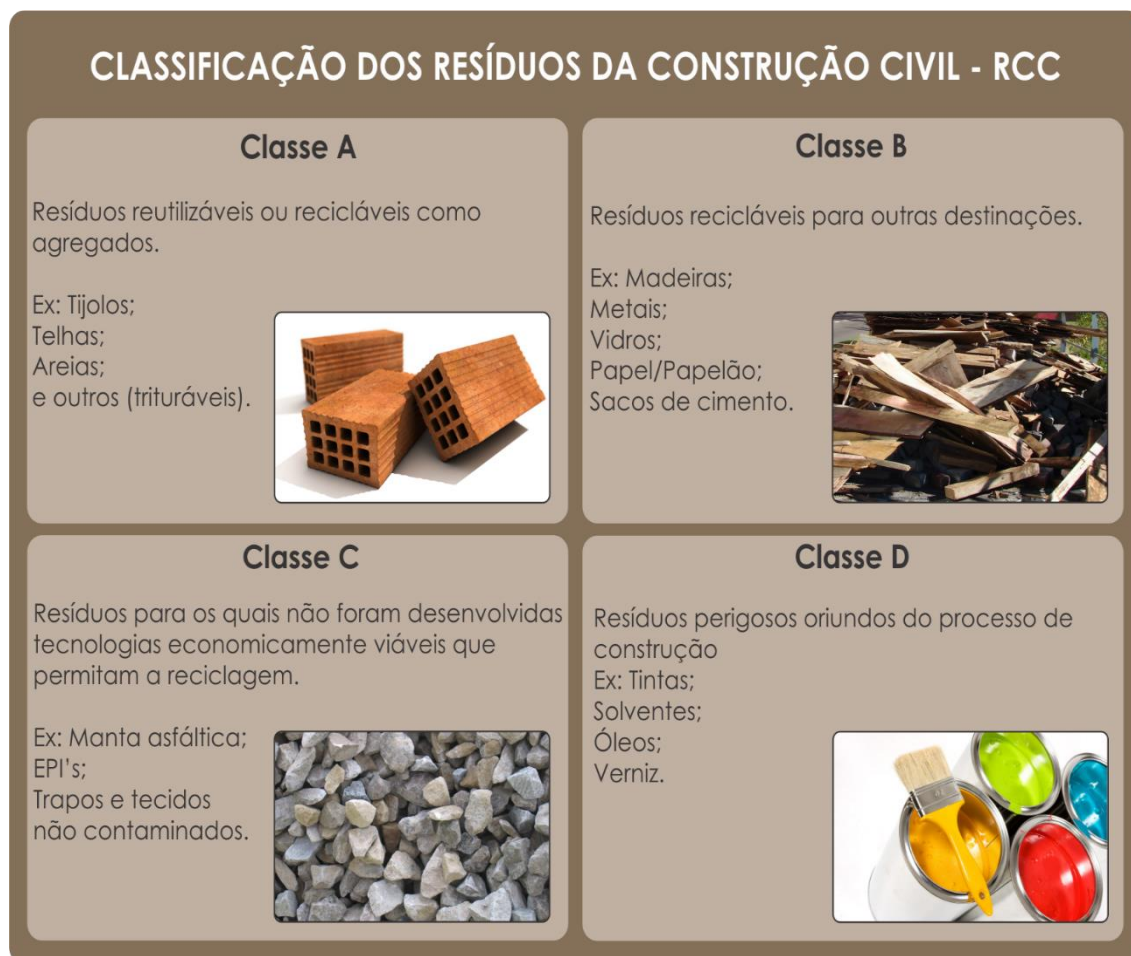 CLASSIFICAÇÃO DOS RESÍDUOS DA CONSTRUÇÃO CIVIL - RCC
Classe A
Resíduos reutilizáveis ou recicláveis como
agregados.
Ex: Tijolos;
Telhas;
Areias;
e outros (trituráveis).
Classe B
Resíduos recicláveis para outras destinações.
Ex: Madeiras;
Metais;
Vidros;
Papel/Papelão;
Sacos de cimento.
Classe C
Resíduos para os quais não foram desenvolvidas
tecnologias economicamente viáveis que
permitam a reciclagem.
Ex: Manta asfáltica;
EPI's;
Trapos e tecidos
não contaminados.
Classe D
Resíduos perigosos oriundos do processo de
construção
Ex: Tintas;
Solventes;
Óleos;
Verniz.